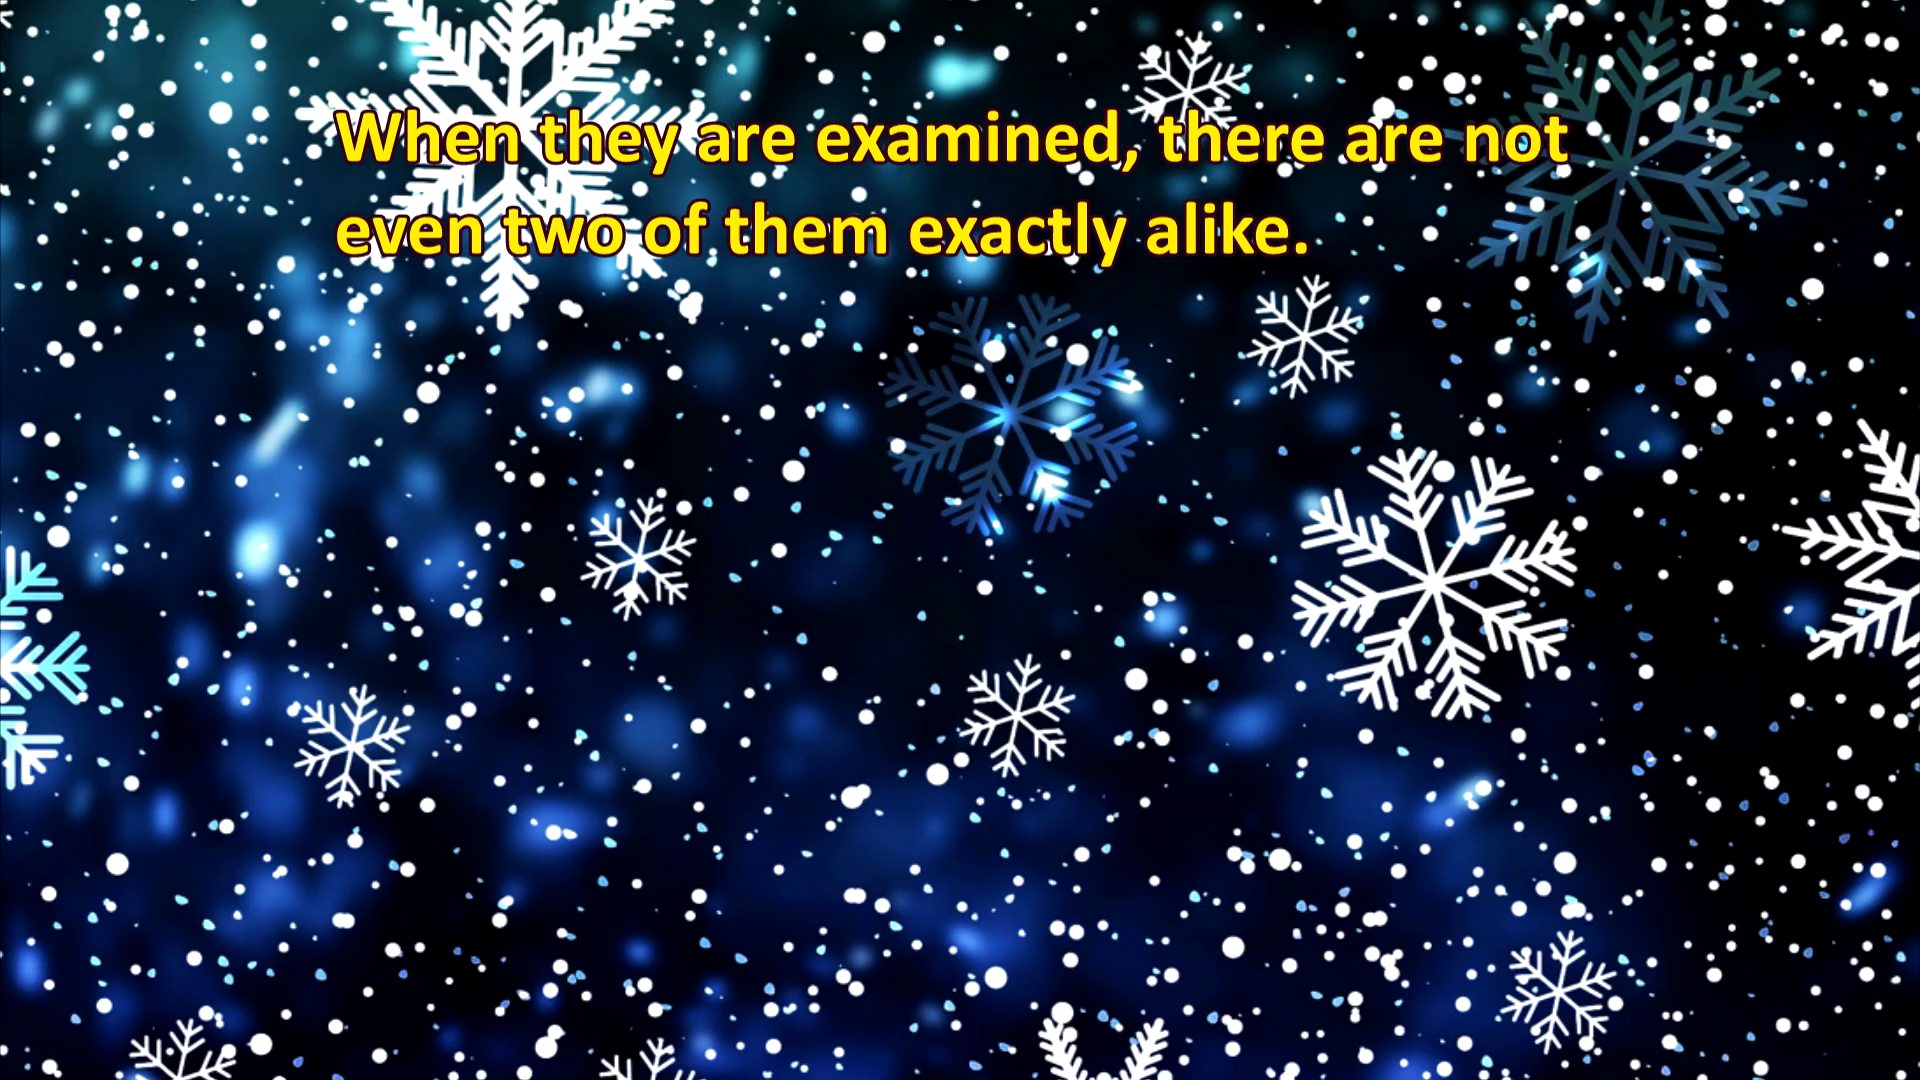 When they are examined, there are not
even two of them exactly alike.